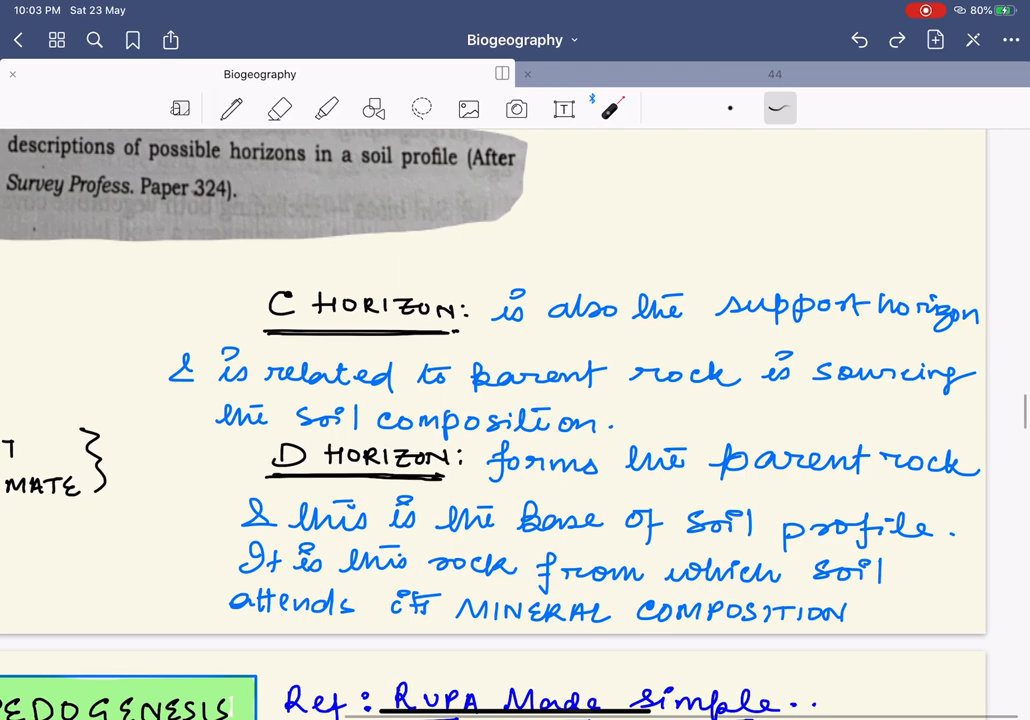 10:03 PM Sat 23 May
80%
Biogeography
Biogeography
44
descriptions of possible horizons in a soil profile (After
Survey Profess. Paper 324).
C HORIZON: is also the support horizon
& is related to parent rock is sourcing
the soil composition.
T
MATE
D HORIZON: forms the parent rock
& this is the base of soil profile.
It is this rock from which soil
attends its MINERAL COMPOSITION
EDOGENESIS
Ref: RUPA Made simple..